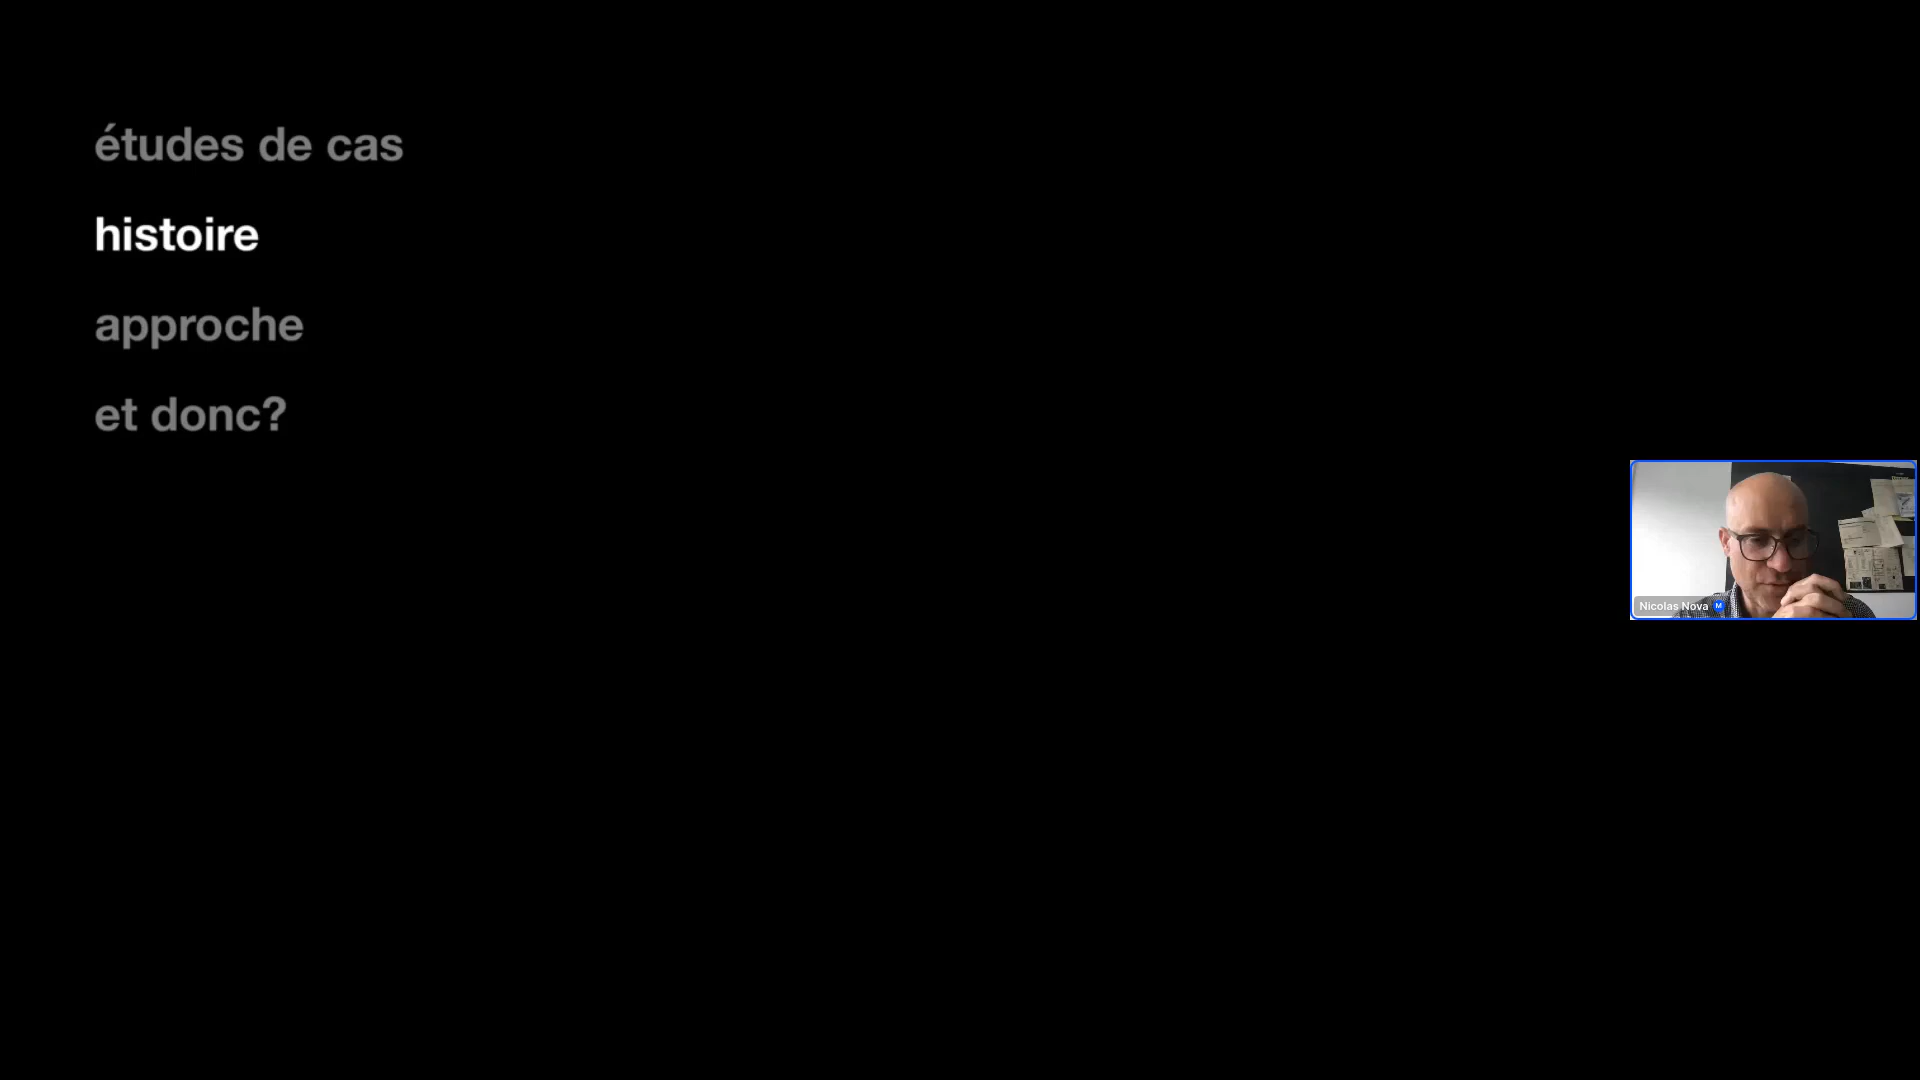 études de cas
histoire
approche
et donc?
Nicolas Nova M